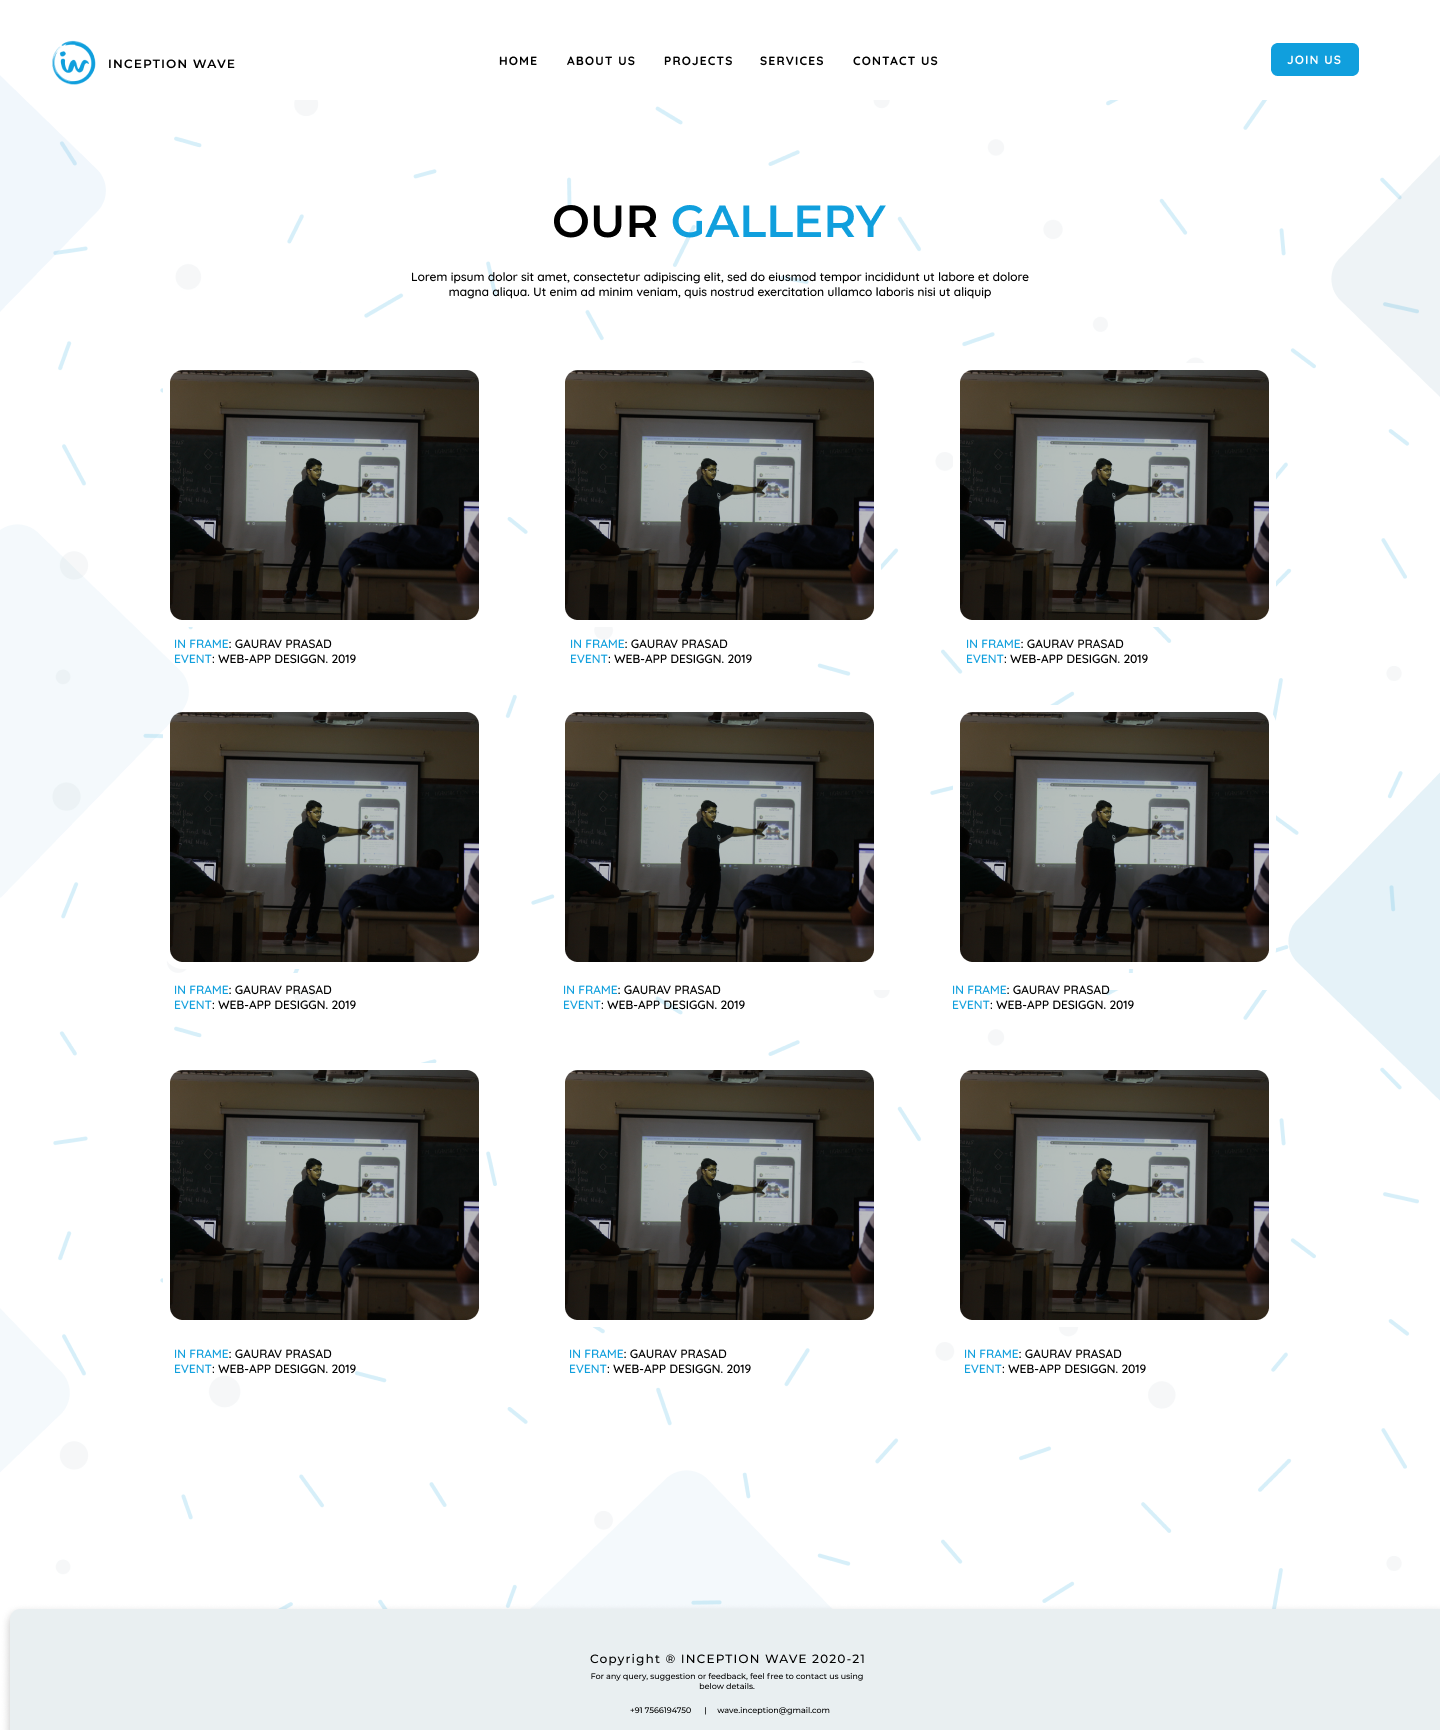 iw INCEPTION WAVE
HOME ABOUT US PROJECTS SERVICES CONTACT US
JOIN US
OUR GALLERY
Lorem ipsum dolor sit amet, consectetur adipiscing elit, sed do eiusmod tempor incididunt ut labore et dolore
magna aliqua. Ut enim ad minim veniam, quis nostrud exercitation ullamco laboris nisi ut aliquip
IN FRAME: GAURAV PRASAD
EVENT: WEB-APP DESIGGN. 2019
IN FRAME: GAURAV PRASAD
EVENT: WEB-APP DESIGGN. 2019
IN FRAME: GAURAV PRASAD
EVENT: WEB-APP DESIGGN. 2019
IN FRAME: GAURAV PRASAD
EVENT: WEB-APP DESIGGN. 2019
IN FRAME: GAURAV PRASAD
EVENT: WEB-APP DESIGGN. 2019
IN FRAME: GAURAV PRASAD
EVENT: WEB-APP DESIGGN. 2019
IN FRAME: GAURAV PRASAD
EVENT: WEB-APP DESIGGN. 2019
IN FRAME: GAURAV PRASAD
EVENT: WEB-APP DESIGGN. 2019
IN FRAME: GAURAV PRASAD
EVENT: WEB-APP DESIGGN. 2019
Copyright ® INCEPTION WAVE 2020-21
For any query, suggestion or feedback, feel free to contact us using
below details.
+91 7566194750 | wave.inception@gmail.com